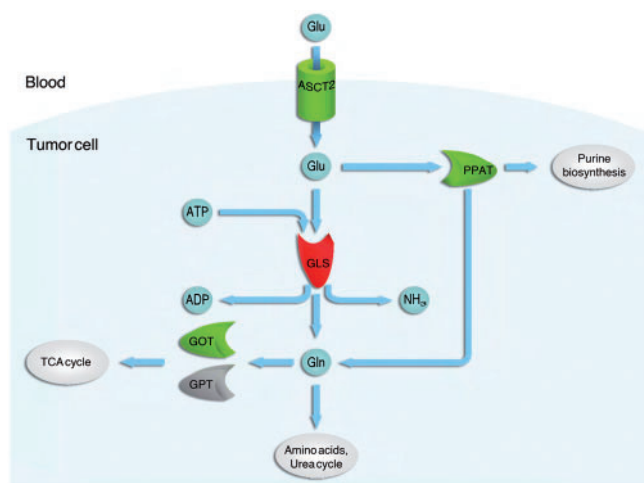 Glu
ASCT2
Blood
Tumor cell
Glu
PPAT
Purine
biosynthesis
ATP
GLS
ADP
NH₃
GOT
TCA cycle
Gln
GPT
Amino acids,
Urea cycle